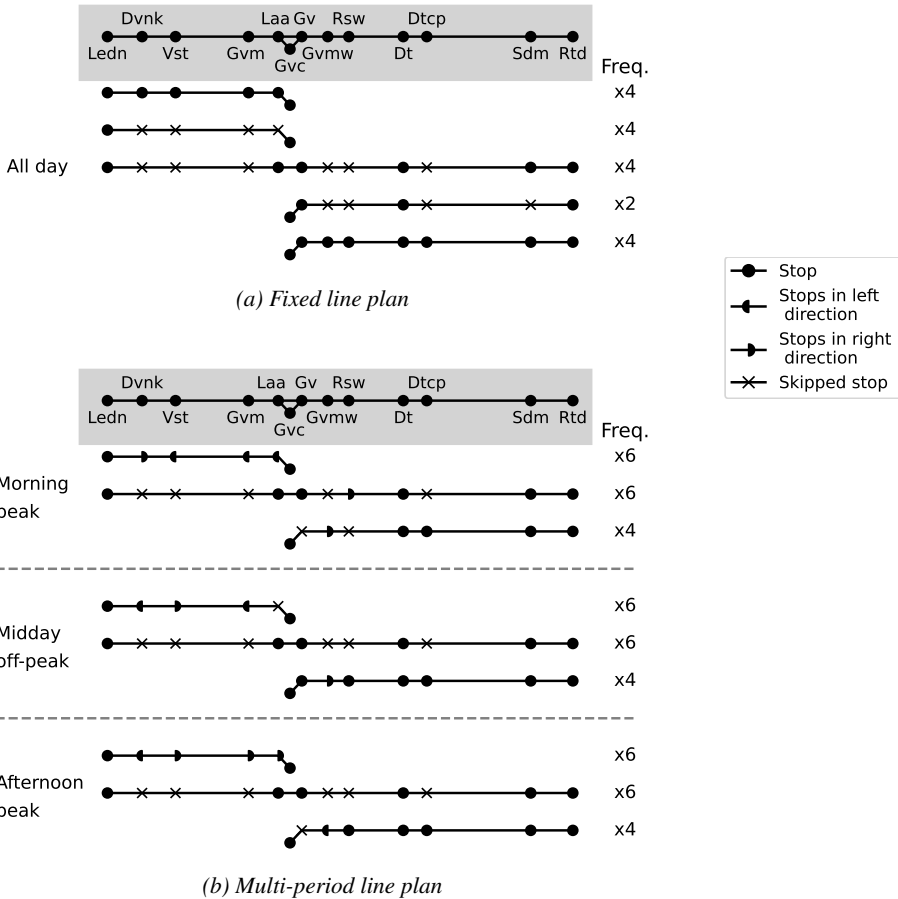 Dvnk Laa Gv Rsw Dtcp
Ledn Vst Gvm Gvmw Dt Sdm Rtd
Gvc
Freq.
x4
x4
All day x4
x2
x4
(a) Fixed line plan
Stop
Stops in left
direction
Stops in right
direction
Skipped stop
Dvnk Laa Gv Rsw Dtcp
Ledn Vst Gvm Gvmw Dt Sdm Rtd
Gvc
Freq.
x6
Morning
peak
x6
x4
x6
Midday
off-peak
x6
x4
x6
Afternoon
peak
x6
x4
(b) Multi-period line plan